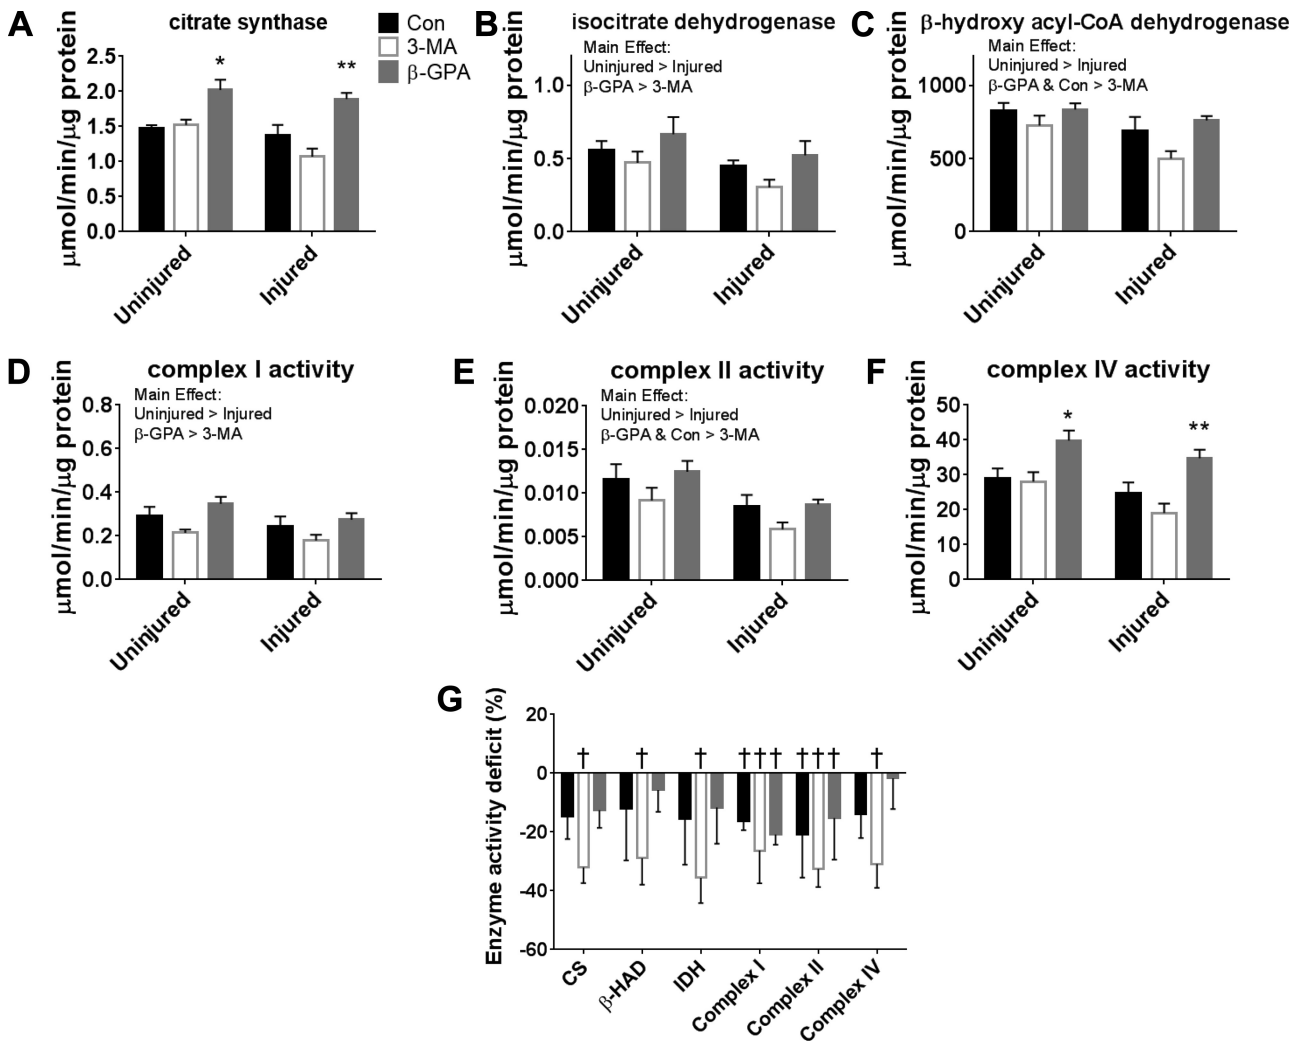 A
citrate synthase
Con
3-MA
β-GPA
μmol/min/μg protein
2.5
2.0
1.5
1.0
0.5
0.0
*
**
Uninjured
Injured
B
isocitrate dehydrogenase
Main Effect:
Uninjured > Injured
β-GPA > 3-MA
μmol/min/μg protein
1.0
0.5
0.0
Uninjured
Injured
C
β-hydroxy acyl-CoA dehydrogenase
Main Effect:
Uninjured > Injured
β-GPA & Con > 3-MA
μmol/min/μg protein
1000
500
0
Uninjured
Injured
D
complex I activity
Main Effect:
Uninjured > Injured
β-GPA > 3-MA
μmol/min/μg protein
0.8
0.6
0.4
0.2
0.0
Uninjured
Injured
E
complex II activity
Main Effect:
Uninjured > Injured
β-GPA & Con > 3-MA
μmol/min/μg protein
0.020
0.015
0.010
0.005
0.000
Uninjured
Injured
F
complex IV activity
μmol/min/μg protein
50
40
30
20
10
0
*
**
Uninjured
Injured
G
Enzyme activity deficit (%)
20
0
-20
-40
-60
† † ††† ††† †
CS
β-HAD
IDH
Complex I
Complex II
Complex IV